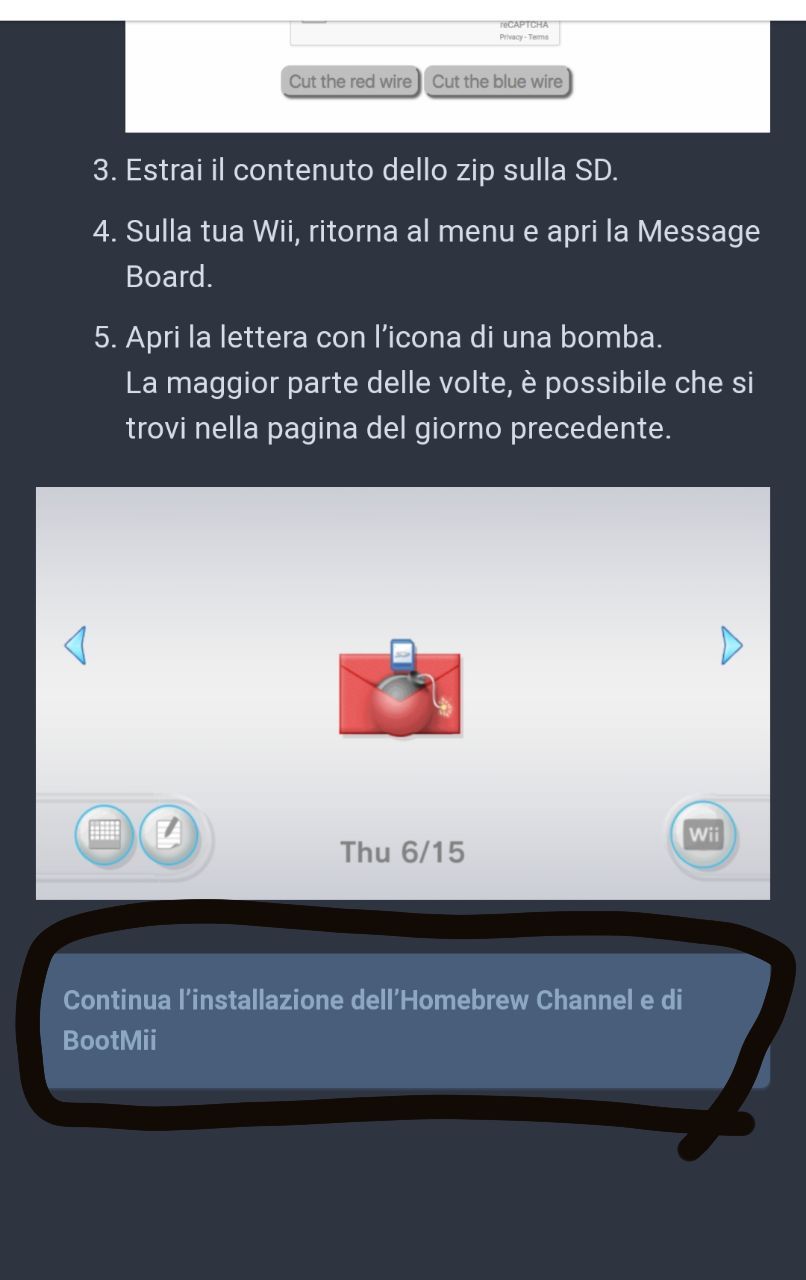 reCAPTCHA
Privacy - Terms
Cut the red wire Cut the blue wire
3. Estrai il contenuto dello zip sulla SD.
4. Sulla tua Wii, ritorna al menu e apri la Message
Board.
5. Apri la lettera con l’icona di una bomba.
La maggior parte delle volte, è possibile che si
trovi nella pagina del giorno precedente.
Wii
Thu 6/15
Continua l’installazione dell’Homebrew Channel e di
BootMii